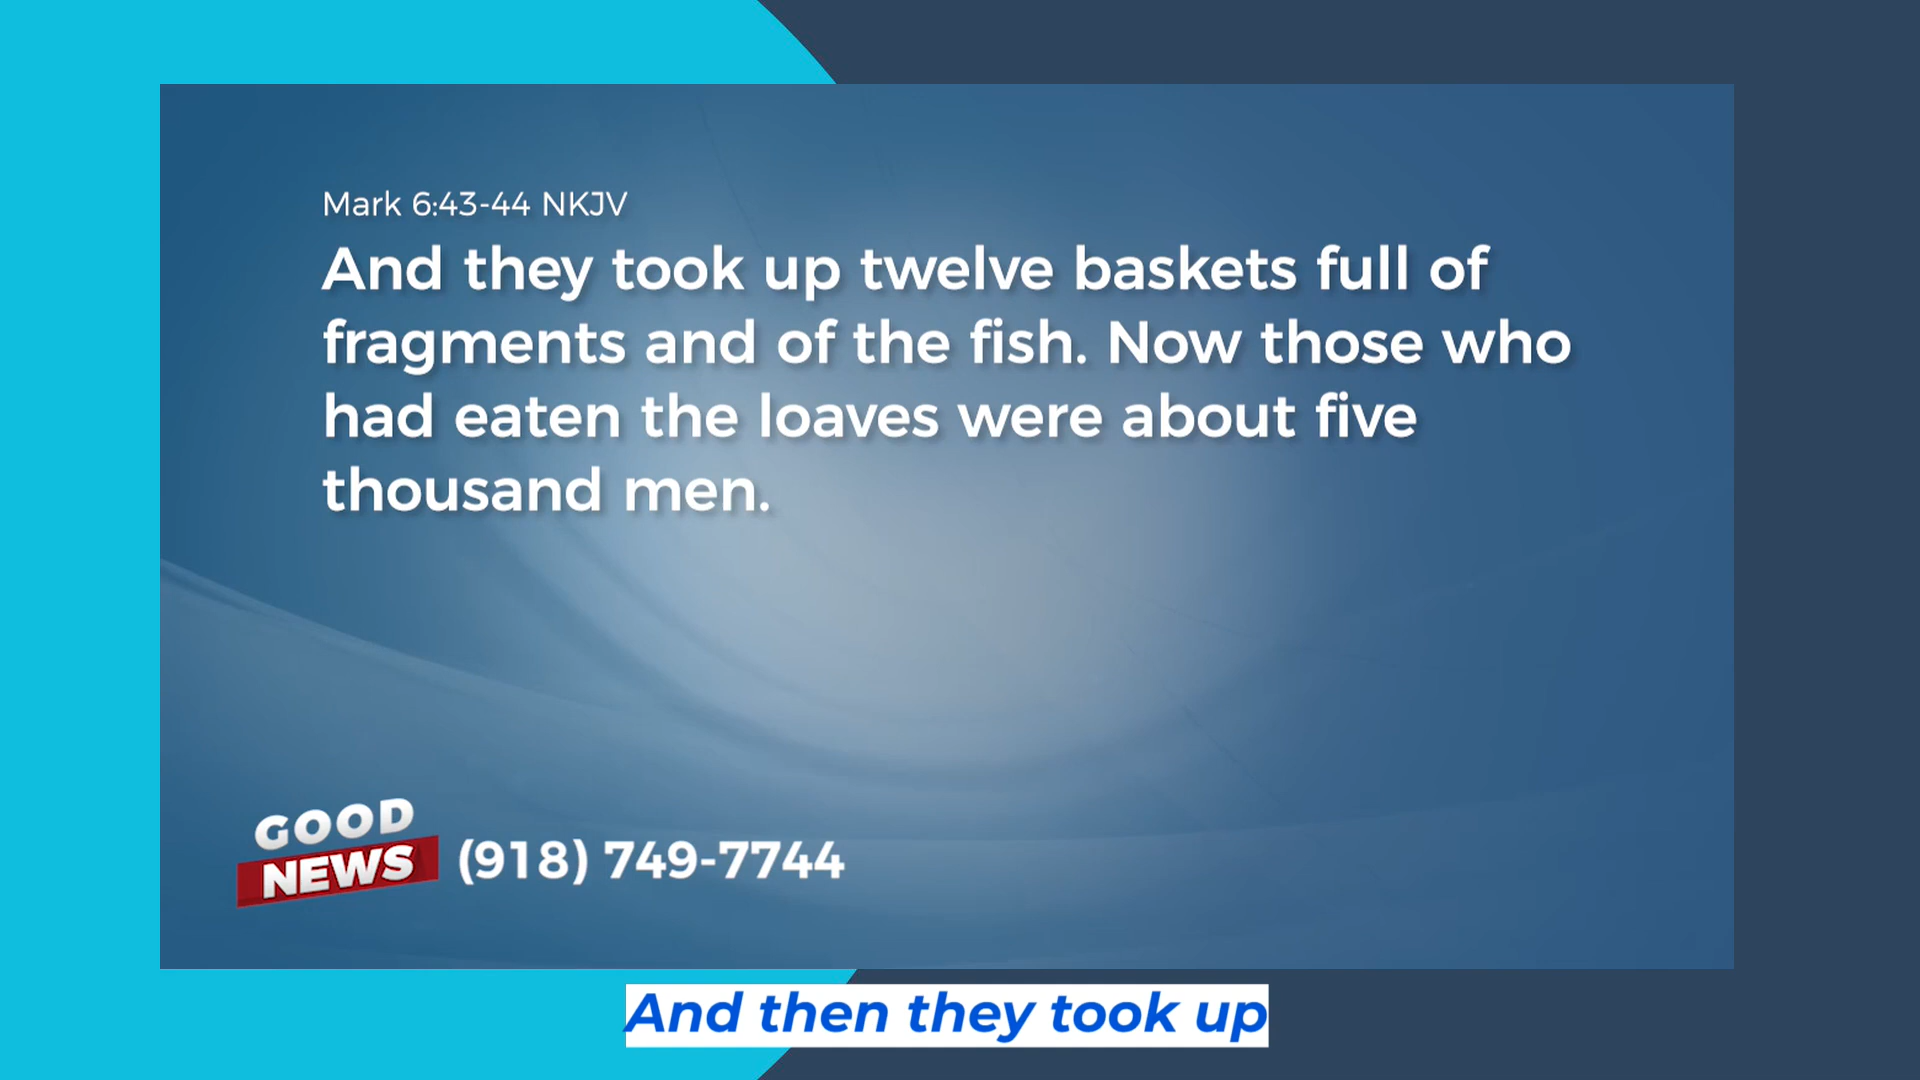 Mark 6:43-44 NKJV
And they took up twelve baskets full of
fragments and of the fish. Now those who
had eaten the loaves were about five
thousand men.
GOOD
NEWS
(918) 749-7744
And then they took up